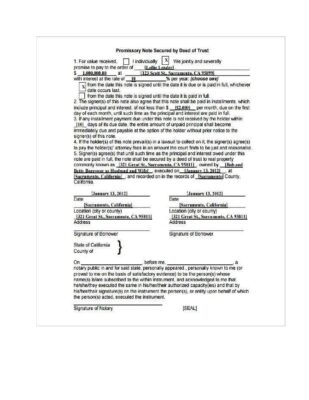 Promissory Note Secured by Deed of Trust
1. For value received, I individually X We jointly and severally
promise to pay to the order of [Lollie Lender]
$ 1,000,000.00 at [123 Scott St., Sacramento, CA 95899]
with interest at the rate of 10 % per year. [choose one]
X from the date this note is signed until the date it is due or is paid in full, whichever
date occurs last.
from the date this note is signed until the date it is paid in full.
2. The signer(s) of this note also agree that this note shall be paid in installments, which
include principal and interest, of not less than $ [$2,000] per month, due on the first
day of each month, until such time as the principal and interest are paid in full.
3. If any installment payment due under this note is not received by the holder within
[10] days of its due date, the entire amount of unpaid principal shall become
immediately due and payable at the option of the holder without prior notice to the
signer(s) of this note.
4. If the holder(s) of this note prevail(s) in a lawsuit to collect on it, the signer(s) agree(s)
to pay the holder(s)' attorney fees in an amount the court finds to be just and reasonable.
5. Signer(s) agree(s) that until such time as the principal and interest owed under this
note are paid in full, the note shall be secured by a deed of trust to real property
commonly known as [321 Great St., Sacramento, CA 95811] , owned by [Bob and
Betty Borrower as Husband and Wife] , executed on [January 13, 2012] at
[Sacramento, California] , and recorded in the records of Sacramento County,
California.
[January 13, 2012] [January 13, 2012]
Date Date
[Sacramento, California] [Sacramento, California]
Location (city or county) Location (city or county)
[321 Great St., Sacramento, CA 95811] [321 Great St., Sacramento, CA 95811]
Address Address
Signature of Borrower Signature of Borrower
State of California
County of
On , before me, , a
notary public in and for said state, personally appeared , personally known to me (or
proved to me on the basis of satisfactory evidence) to be the person(s) whose
name(s) is/are subscribed to the within instrument, and acknowledged to me that
he/she/they executed the same in his/her/their authorized capacity(ies) and that by
his/her/their signature(s) on the instrument the person(s), or entity upon behalf of which
the person(s) acted, executed the instrument.
Signature of Notary [SEAL]